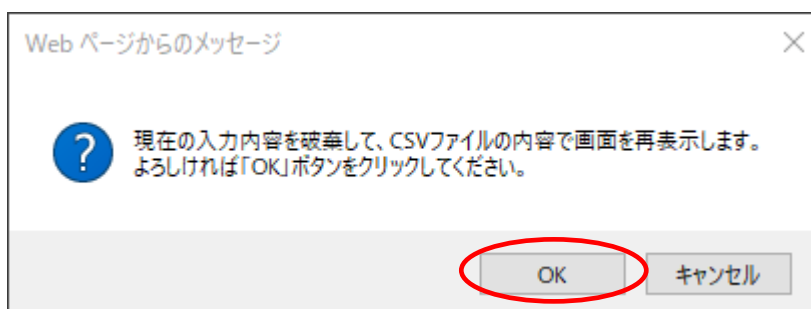 Web ページからのメッセージ
現在の入力内容を破棄して、CSVファイルの内容で画面を再表示します。
よろしければ「OK」ボタンをクリックしてください。
OK
キャンセル